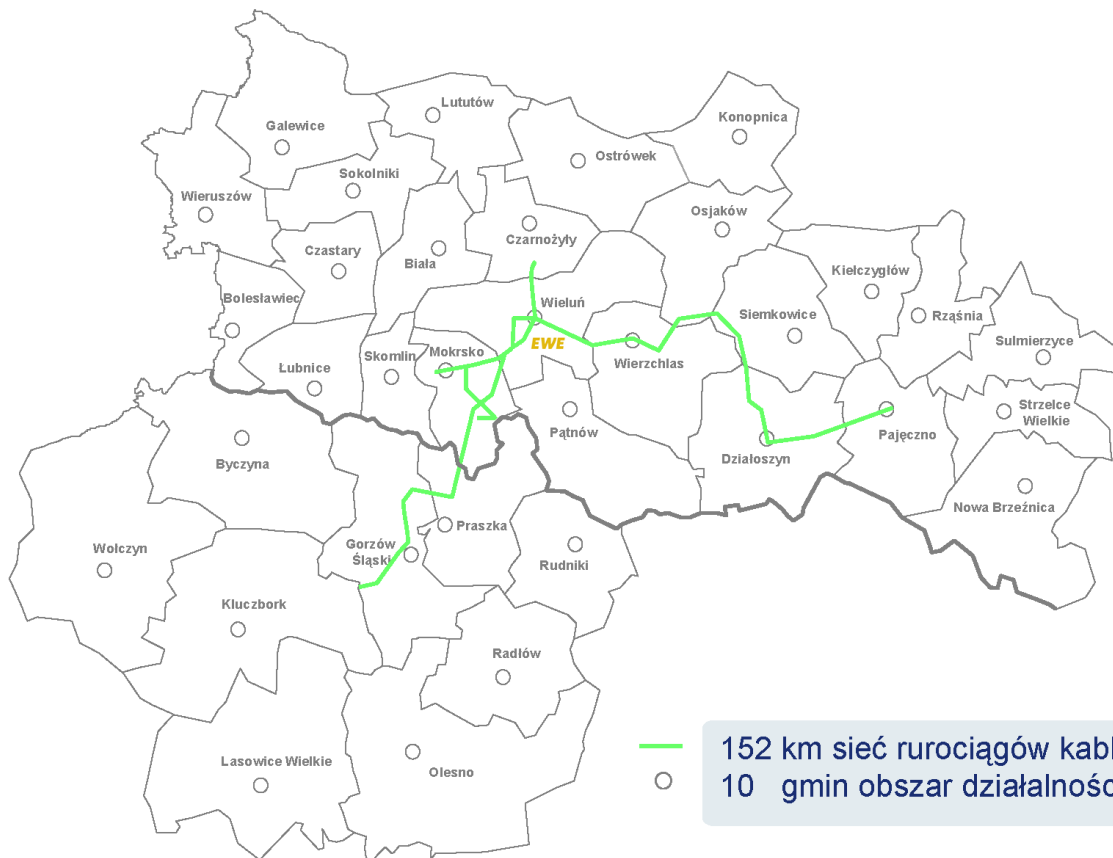 Lututów
Galewice
Konopnica
Ostrówek
Sokolniki
Wieruszów
Osjaków
Czarnożyły
Czastary
Biała
Kiełczygłów
Bolesławiec
Wieluń
Siemkowice
Rząśnia
EWE
Sulmierzyce
Skomlin
Mokrsko
Wierzchlas
Lubnice
Strzelce
Wielkie
Pątnów
Pajęczno
Działoszyn
Byczyna
Nowa Brzeźnica
Praszka
Gorzów
Śląski
Wołczyn
Rudniki
Kluczbork
Radłów
Lasowice Wielkie
Olesno
152 km sieć rurociągów kabl
10 gmin obszar działalnośc